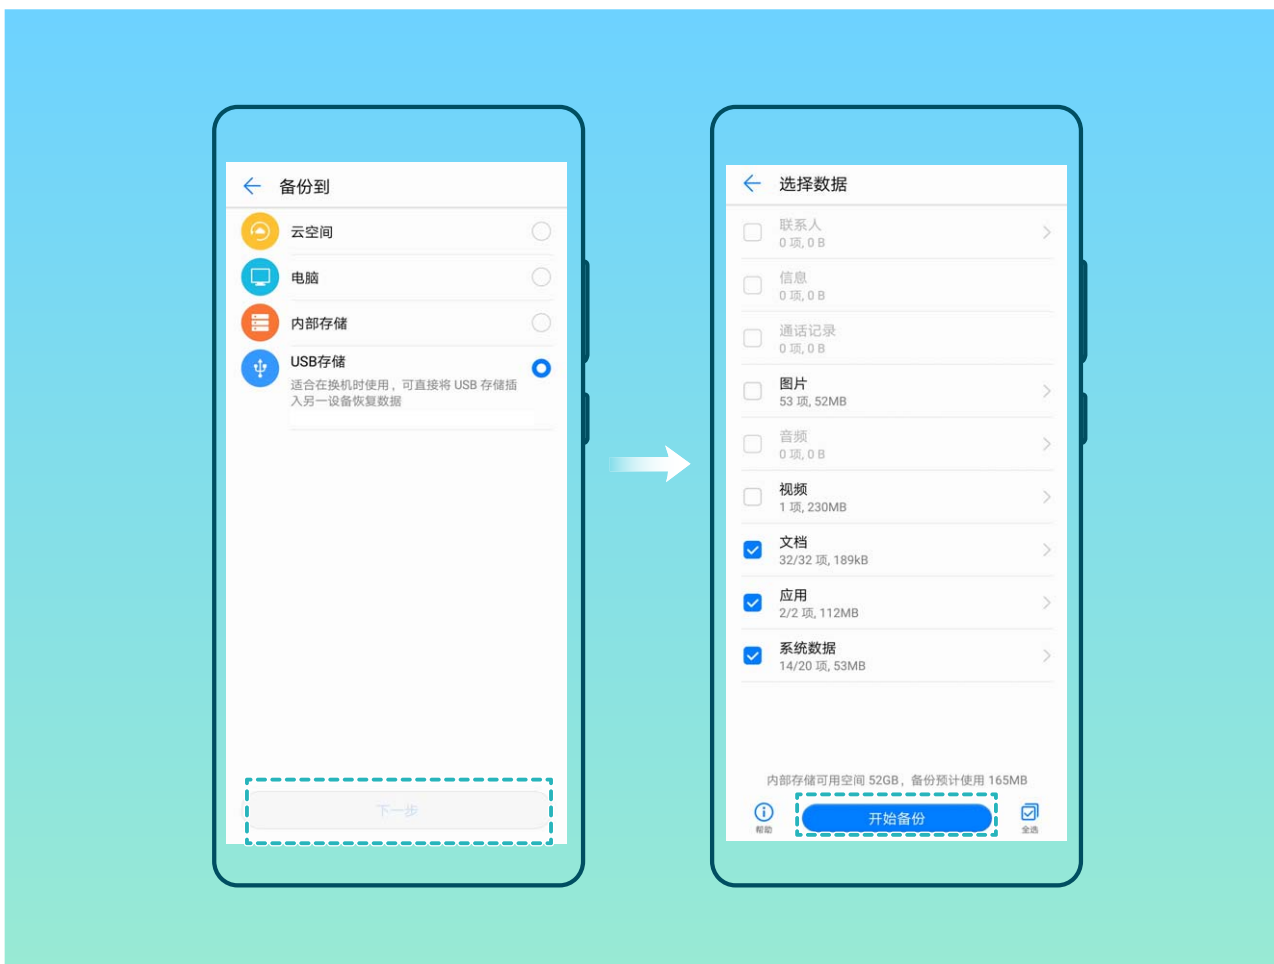 备份到
云空间
电脑
内部存储
USB存储
适合在换机时使用，可直接将 USB 存储插
入另一设备恢复数据
下一步
选择数据
联系人
0 项, 0 B
信息
0 项, 0 B
通话记录
0 项, 0 B
图片
53 项, 52MB
音频
0 项, 0 B
视频
1 项, 230MB
文档
32/32 项, 189kB
应用
2/2 项, 112MB
系统数据
14/20 项, 53MB
内部存储可用空间 52GB，备份预计使用 165MB
帮助
开始备份
全选